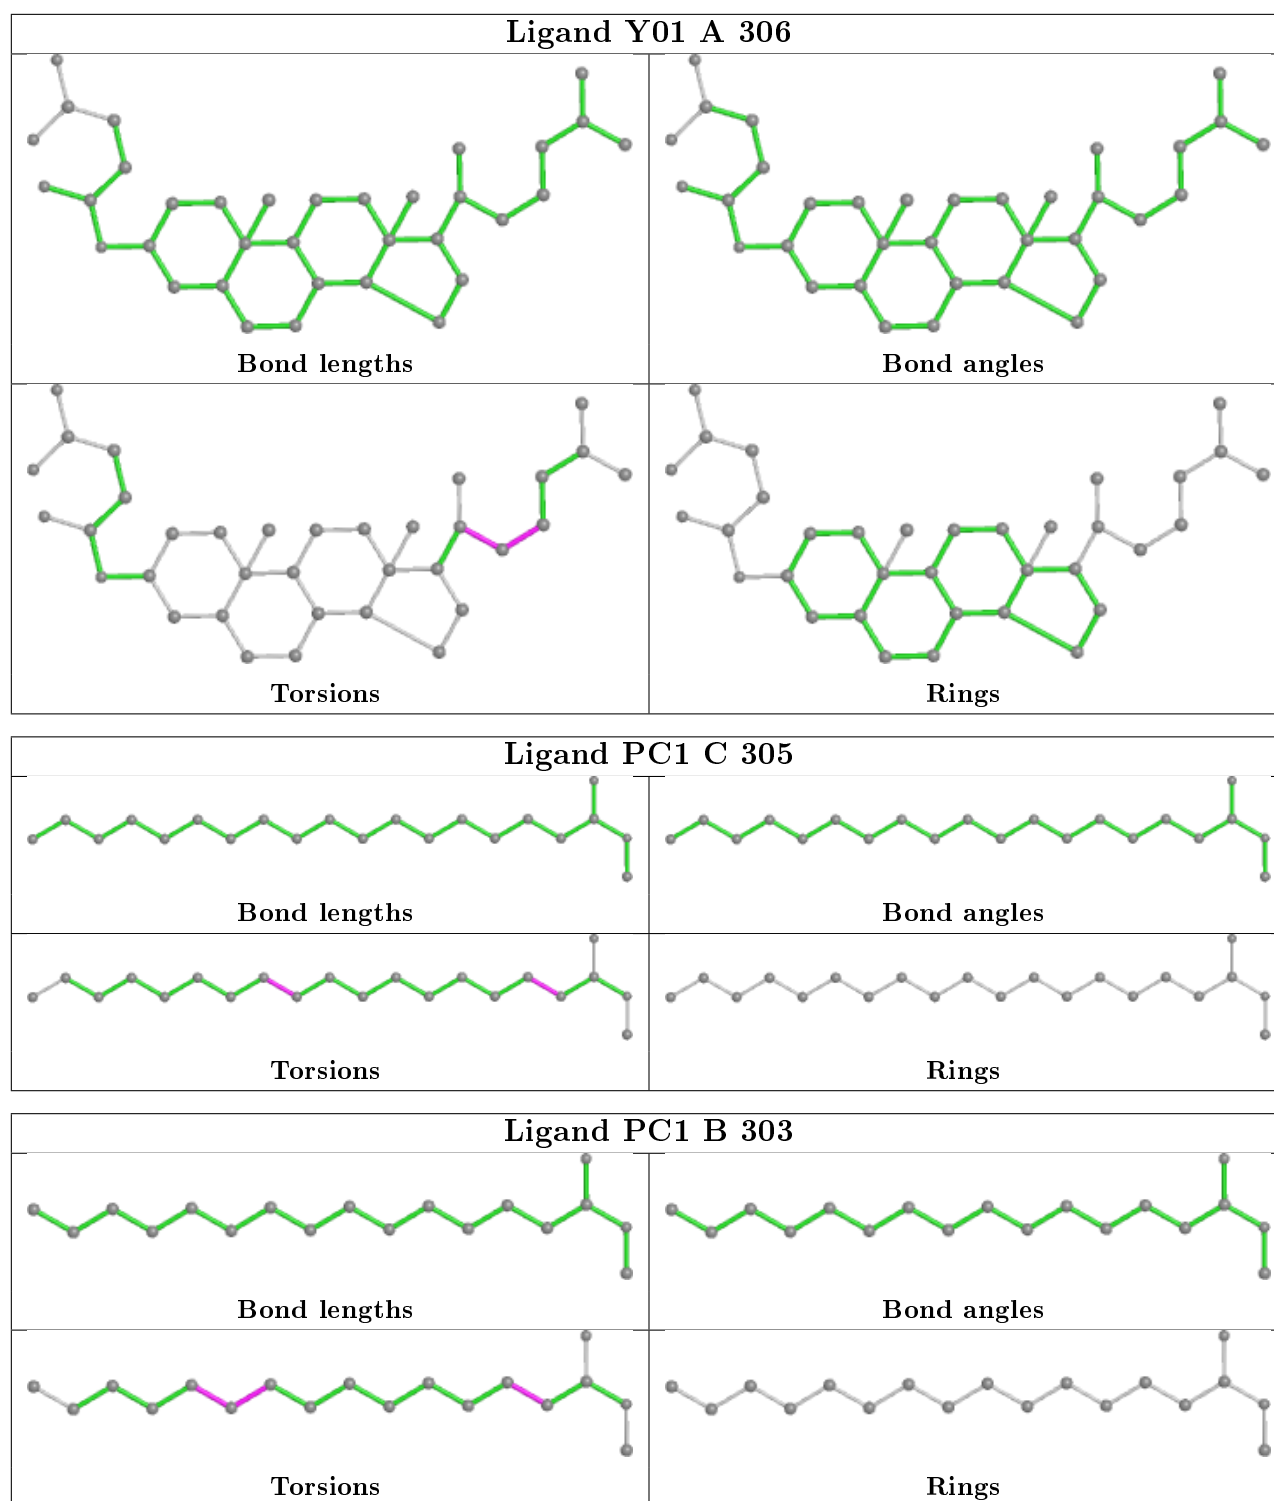 Ligand Y01 A 306
Bond lengths
Bond angles
Torsions
Rings
Ligand PC1 C 305
Bond lengths
Bond angles
Torsions
Rings
Ligand PC1 B 303
Bond lengths
Bond angles
Torsions
Rings